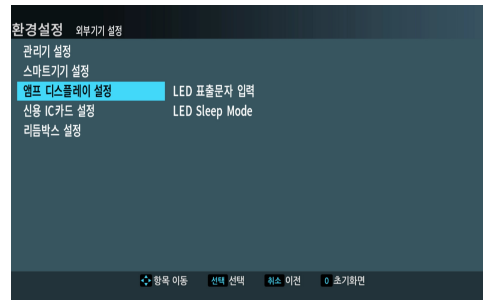 환경설정 외부기기 설정
관리기 설정
스마트기기 설정
앰프 디스플레이 설정 LED 표출문자 입력
신용 IC카드 설정 LED Sleep Mode
리듬박스 설정
항목 이동 선택 선택 취소 이전 0 초기화면